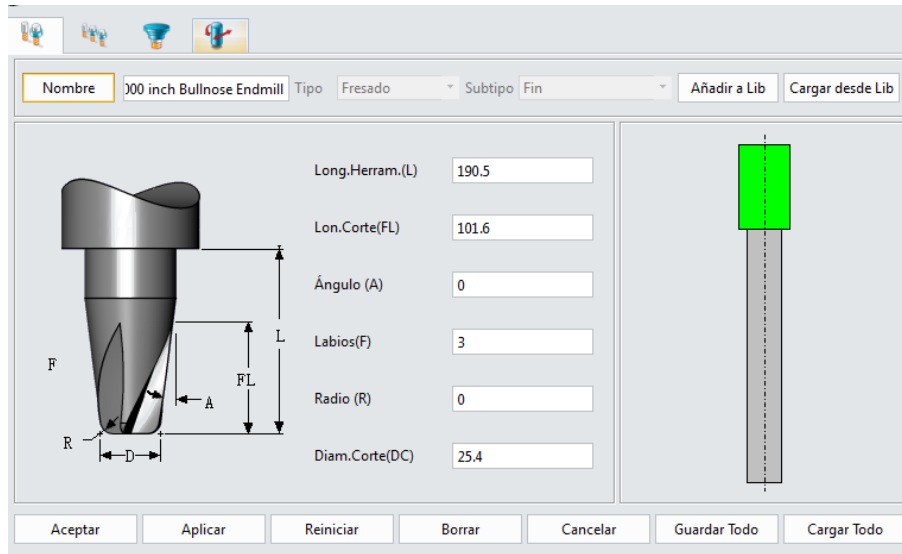 Nombre 000 inch Bullnose Endmill Tipo Fresado Subtipo Fin Añadir a Lib Cargar desde Lib
Long.Herram.(L) 190.5
Lon.Corte(FL) 101.6
Ángulo (A) 0
Labios(F) 3
Radio (R) 0
Diam.Corte(DC) 25.4
L
F
FL
A
R
D
Aceptar Aplicar Reiniciar Borrar Cancelar Guardar Todo Cargar Todo